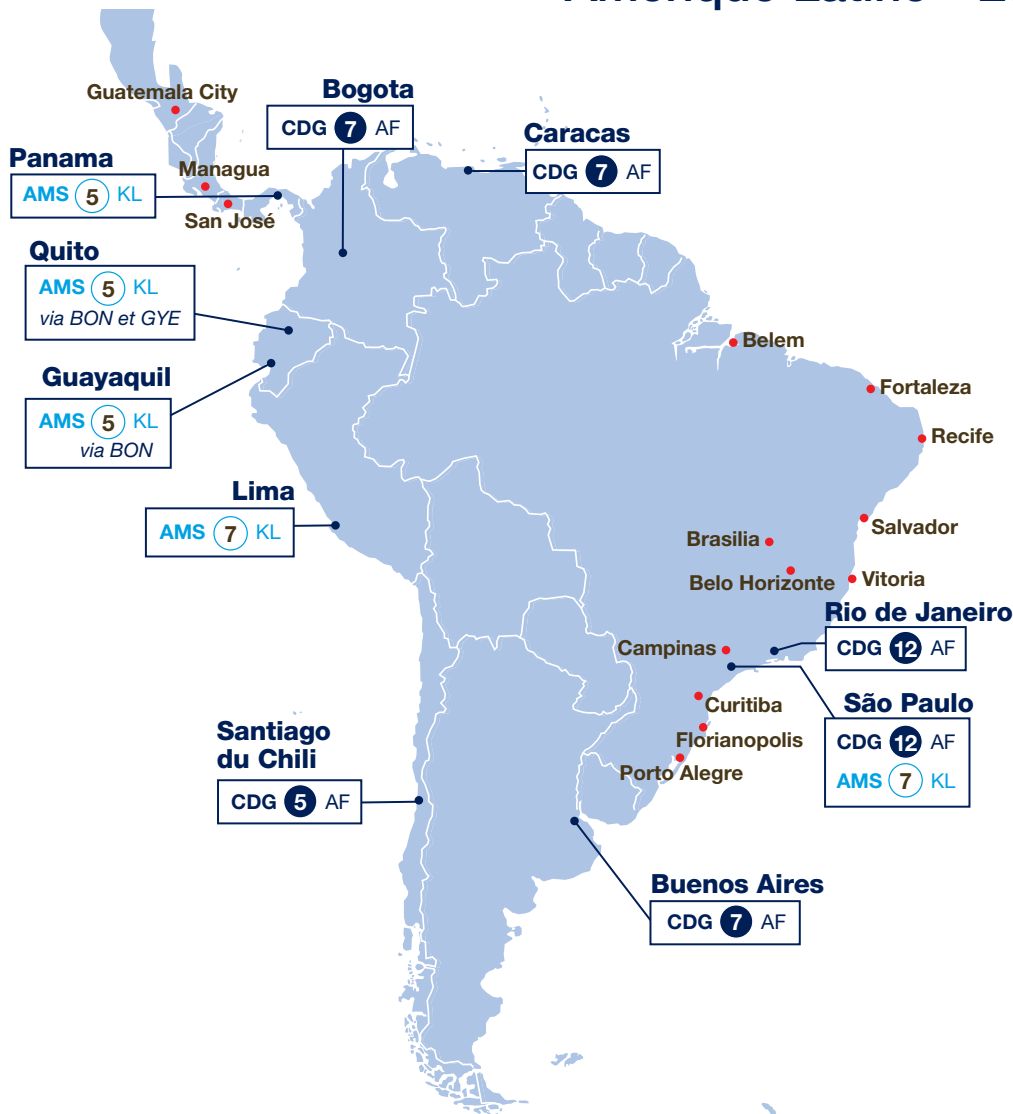 Amérique Latine
Guatemala City
Bogota
CDG 7 AF
Caracas
CDG 7 AF
Panama
AMS 5 KL
Managua
San José
Quito
AMS 5 KL
via BON et GYE
Guayaquil
AMS 5 KL
via BON
Belem
Fortaleza
Recife
Lima
AMS 7 KL
Salvador
Brasilia
Belo Horizonte
Vitoria
Rio de Janeiro
CDG 12 AF
Campinas
São Paulo
CDG 12 AF
AMS 7 KL
Curitiba
Florianopolis
Porto Alegre
Santiago
du Chili
CDG 5 AF
Buenos Aires
CDG 7 AF